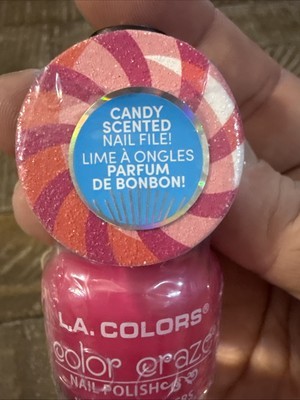 CANDY
SCENTED
NAIL FILE!
LIME À ONGLES
PARFUM
DE BONBON!
L.A. COLORS®
color craze
NAIL POLISH